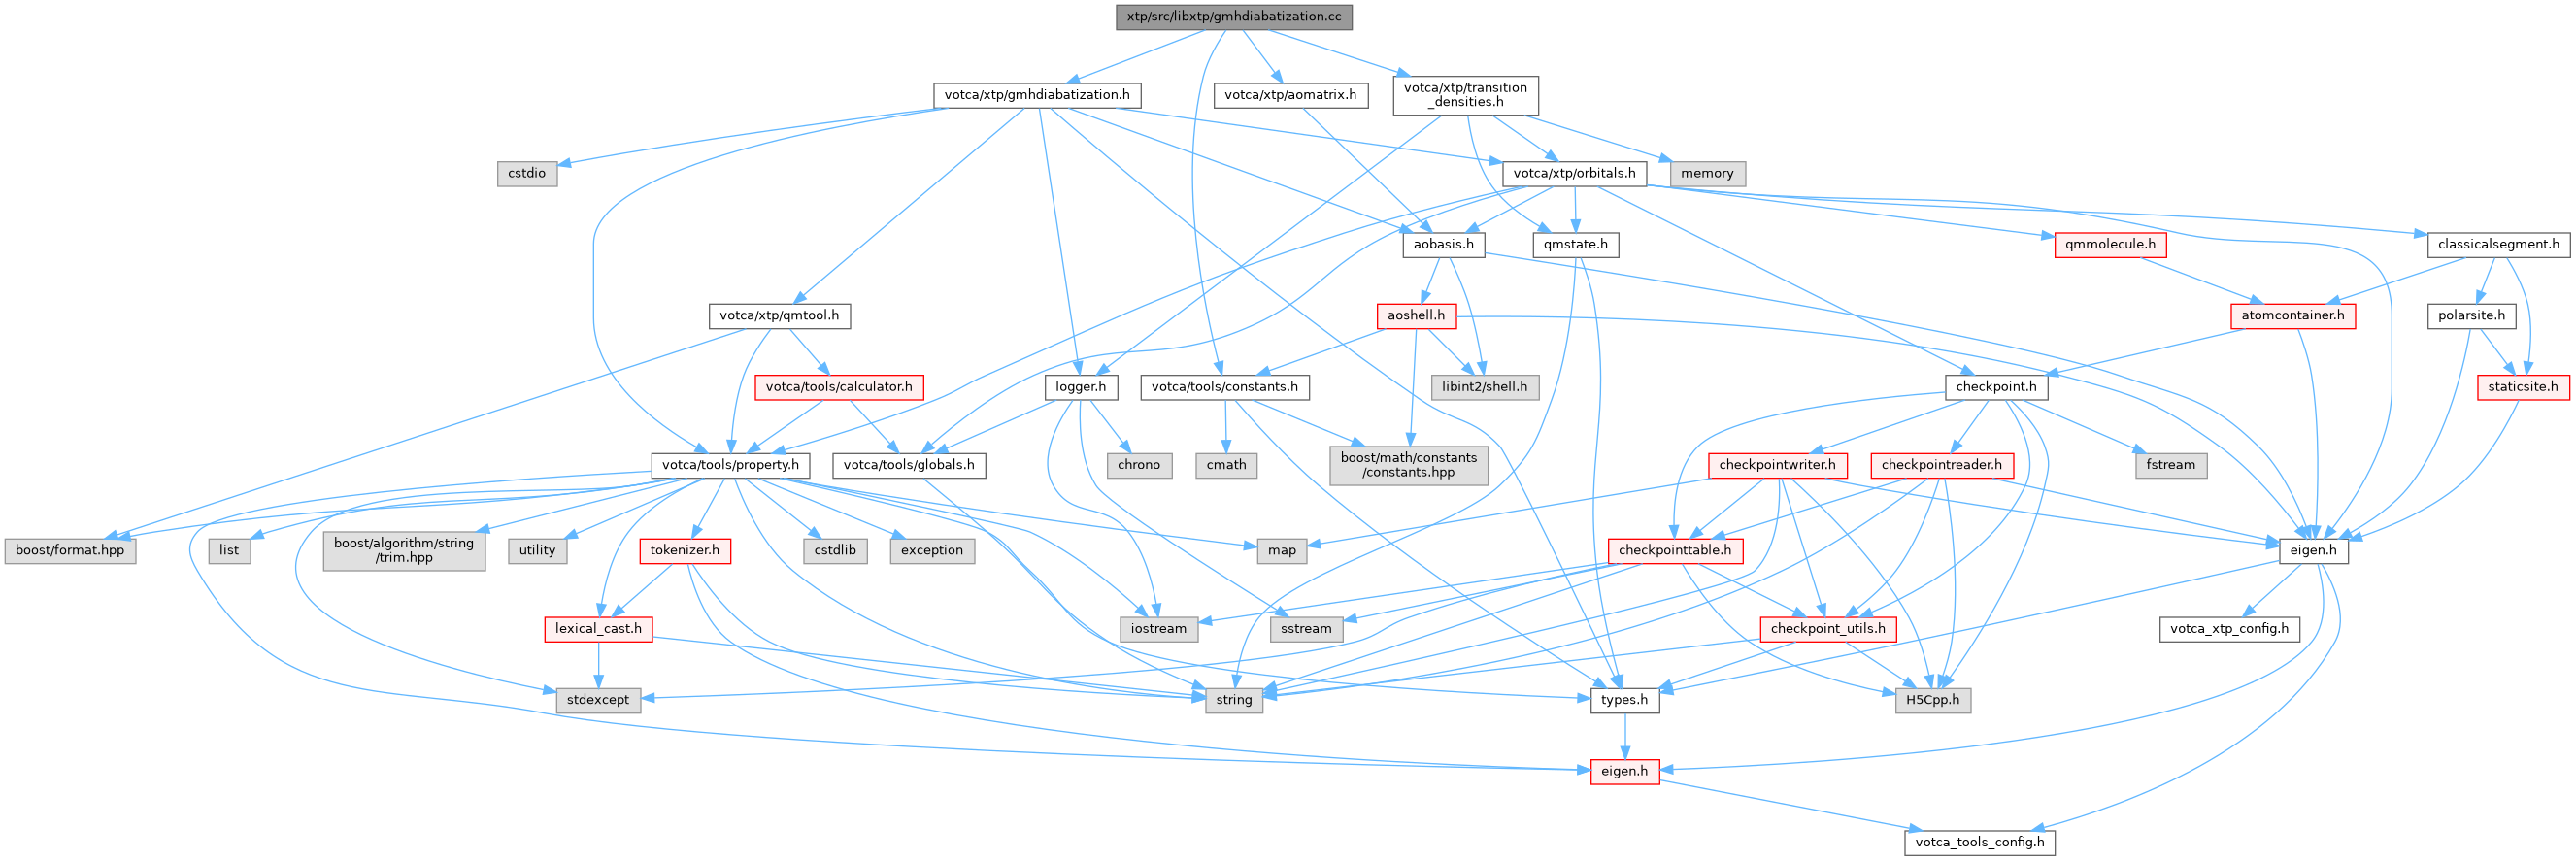 xtp/src/libxtp/gmhdiabatization.cc
votca/xtp/gmhdiabatization.h
votca/xtp/aomatrix.h
votca/xtp/transition
_densities.h
cstdio
votca/xtp/orbitals.h
memory
aobasis.h
qmstate.h
qmmolecule.h
classicalsegment.h
votca/xtp/qmtool.h
aoshell.h
atomcontainer.h
polarsite.h
votca/tools/calculator.h
logger.h
votca/tools/constants.h
libint2/shell.h
checkpoint.h
staticsite.h
votca/tools/property.h
votca/tools/globals.h
chrono
cmath
boost/math/constants
/constants.hpp
checkpointwriter.h
checkpointreader.h
fstream
boost/format.hpp
list
boost/algorithm/string
/trim.hpp
utility
tokenizer.h
cstdlib
exception
map
checkpointtable.h
eigen.h
lexical_cast.h
iostream
sstream
checkpoint_utils.h
votca_xtp_config.h
stdexcept
string
types.h
H5Cpp.h
eigen.h
votca_tools_config.h